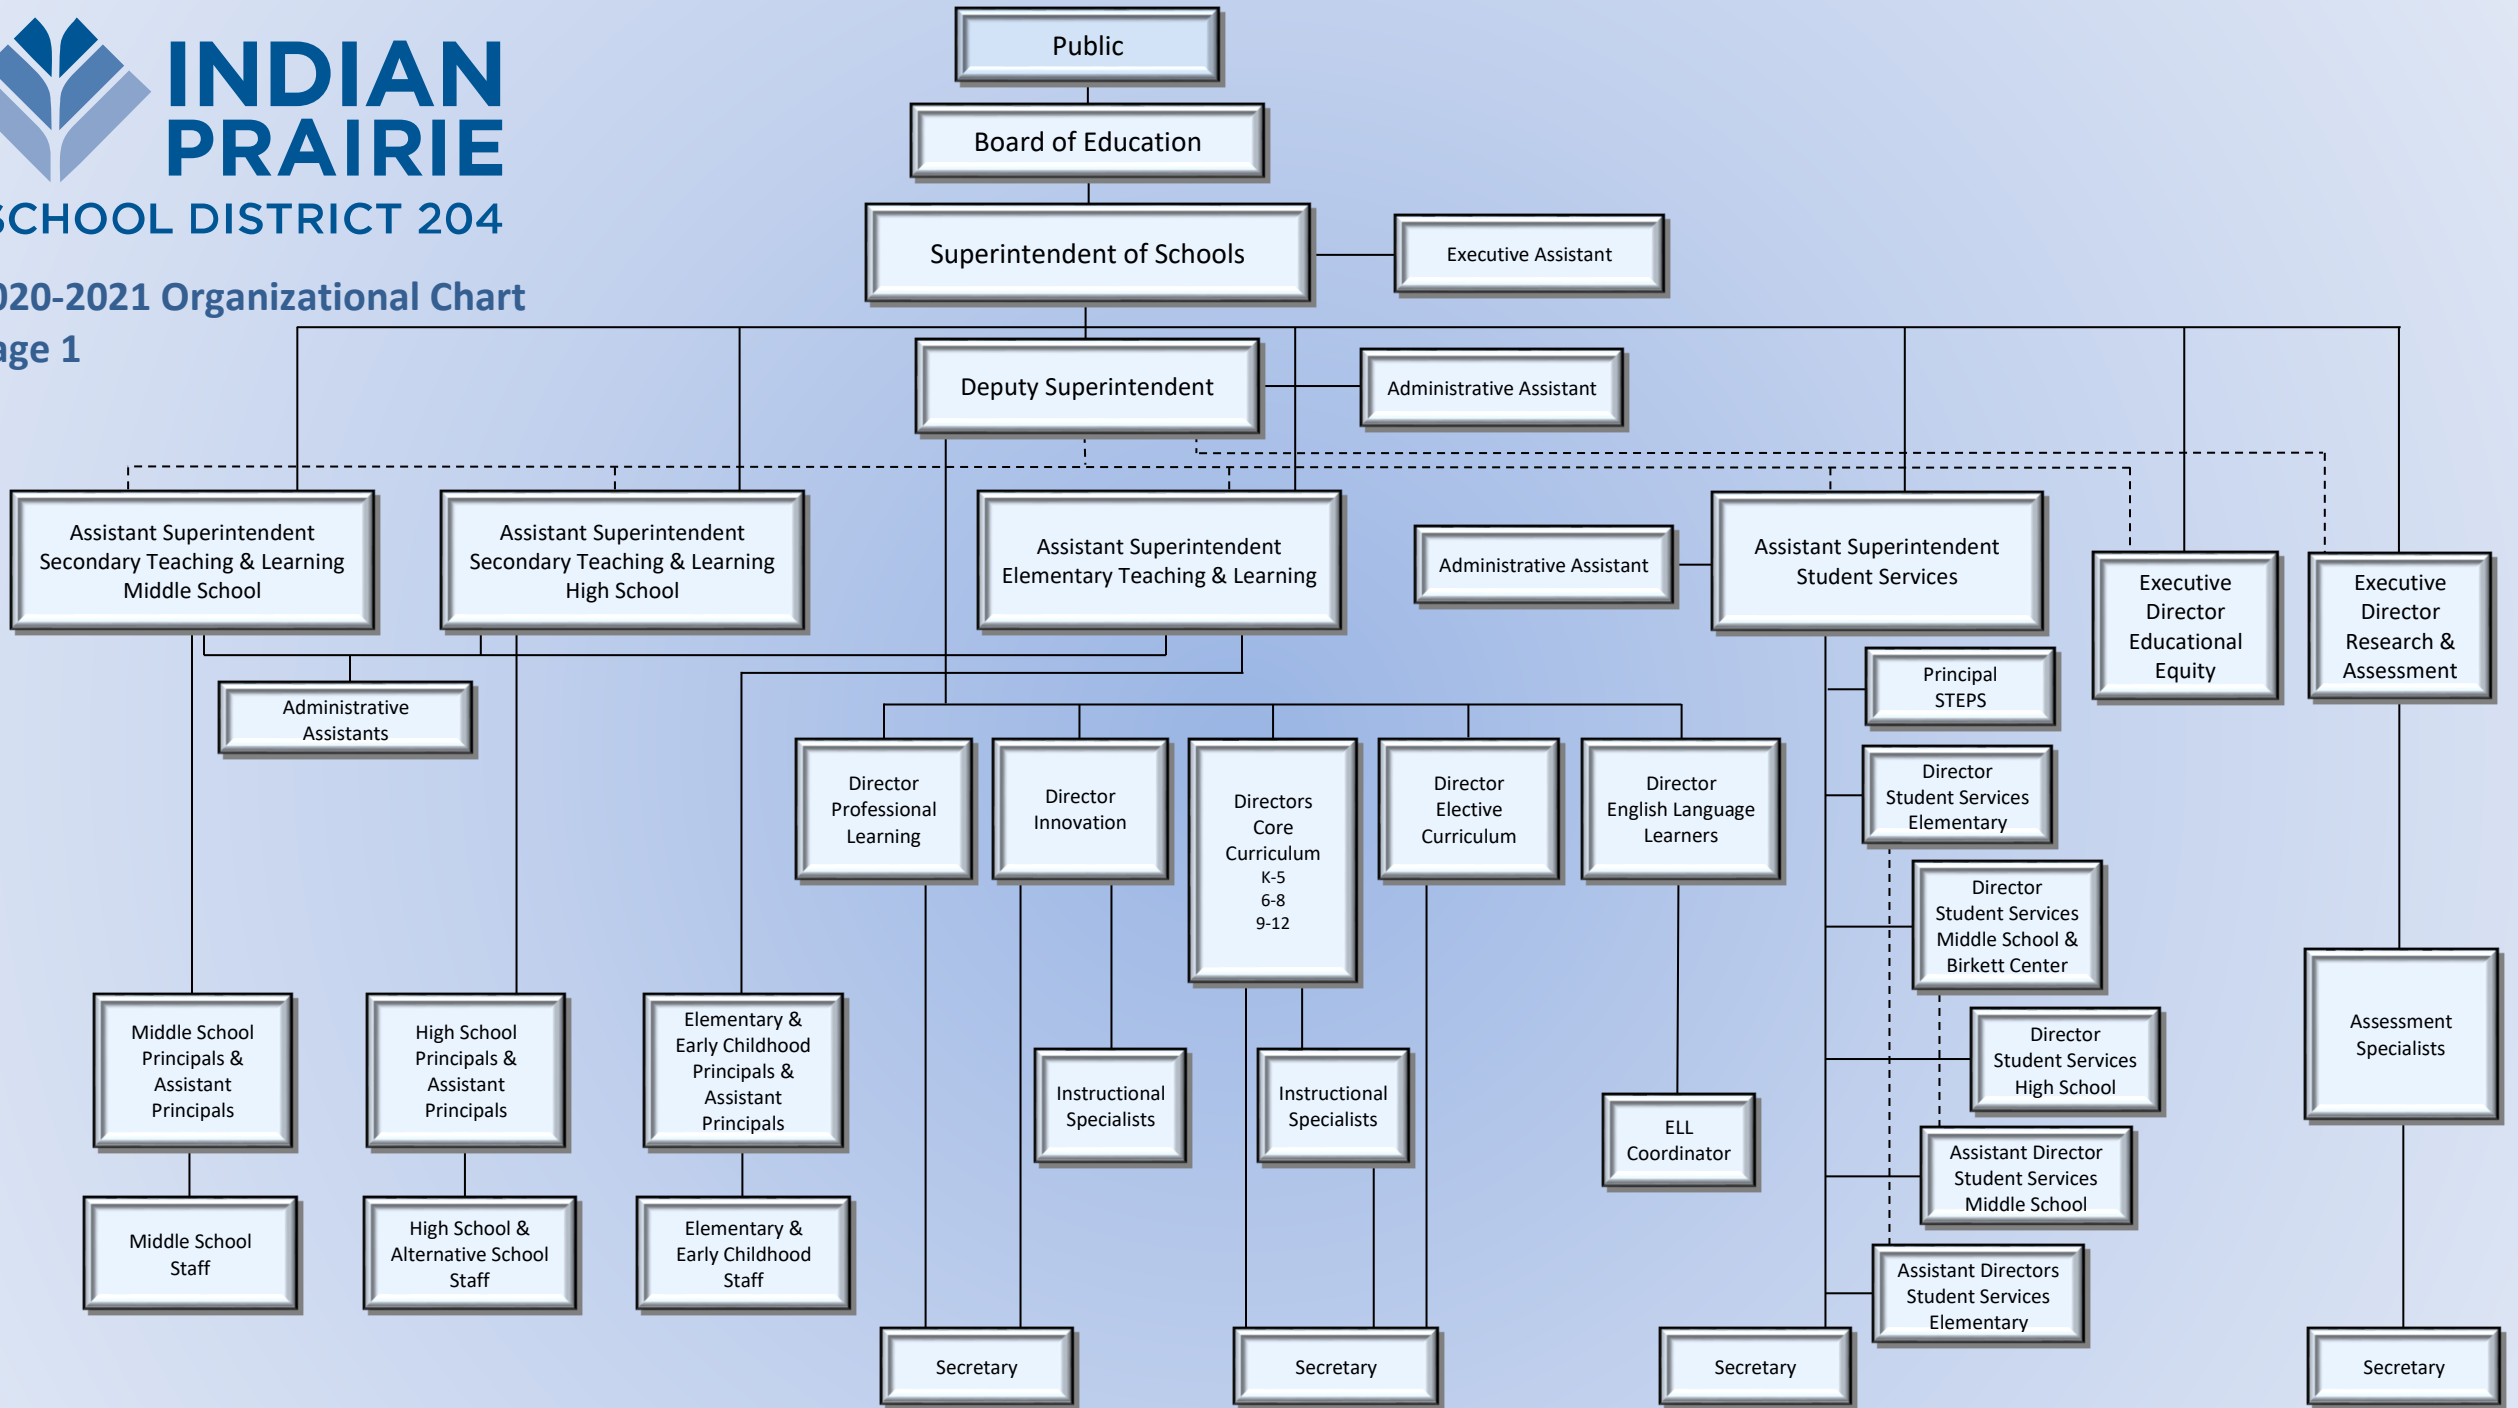 INDIAN
PRAIRIE
SCHOOL DISTRICT 204
020-2021 Organizational Chart
age 1
Public
Board of Education
Superintendent of Schools
Executive Assistant
Deputy Superintendent
Administrative Assistant
Assistant Superintendent
Secondary Teaching & Learning
Middle School
Assistant Superintendent
Secondary Teaching & Learning
High School
Assistant Superintendent
Elementary Teaching & Learning
Administrative Assistant
Assistant Superintendent
Student Services
Executive
Director
Educational
Equity
Executive
Director
Research &
Assessment
Administrative
Assistants
Principal
STEPS
Director
Professional
Learning
Director
Innovation
Directors
Core
Curriculum
K-5
6-8
9-12
Director
Elective
Curriculum
Director
English Language
Learners
Director
Student Services
Elementary
Director
Student Services
Middle School &
Birkett Center
Director
Student Services
High School
Assistant Director
Student Services
Middle School
Assistant Directors
Student Services
Elementary
Middle School
Principals &
Assistant
Principals
High School
Principals &
Assistant
Principals
Elementary &
Early Childhood
Principals &
Assistant
Principals
Instructional
Specialists
Instructional
Specialists
ELL
Coordinator
Assessment
Specialists
Middle School
Staff
High School &
Alternative School
Staff
Elementary &
Early Childhood
Staff
Secretary
Secretary
Secretary
Secretary